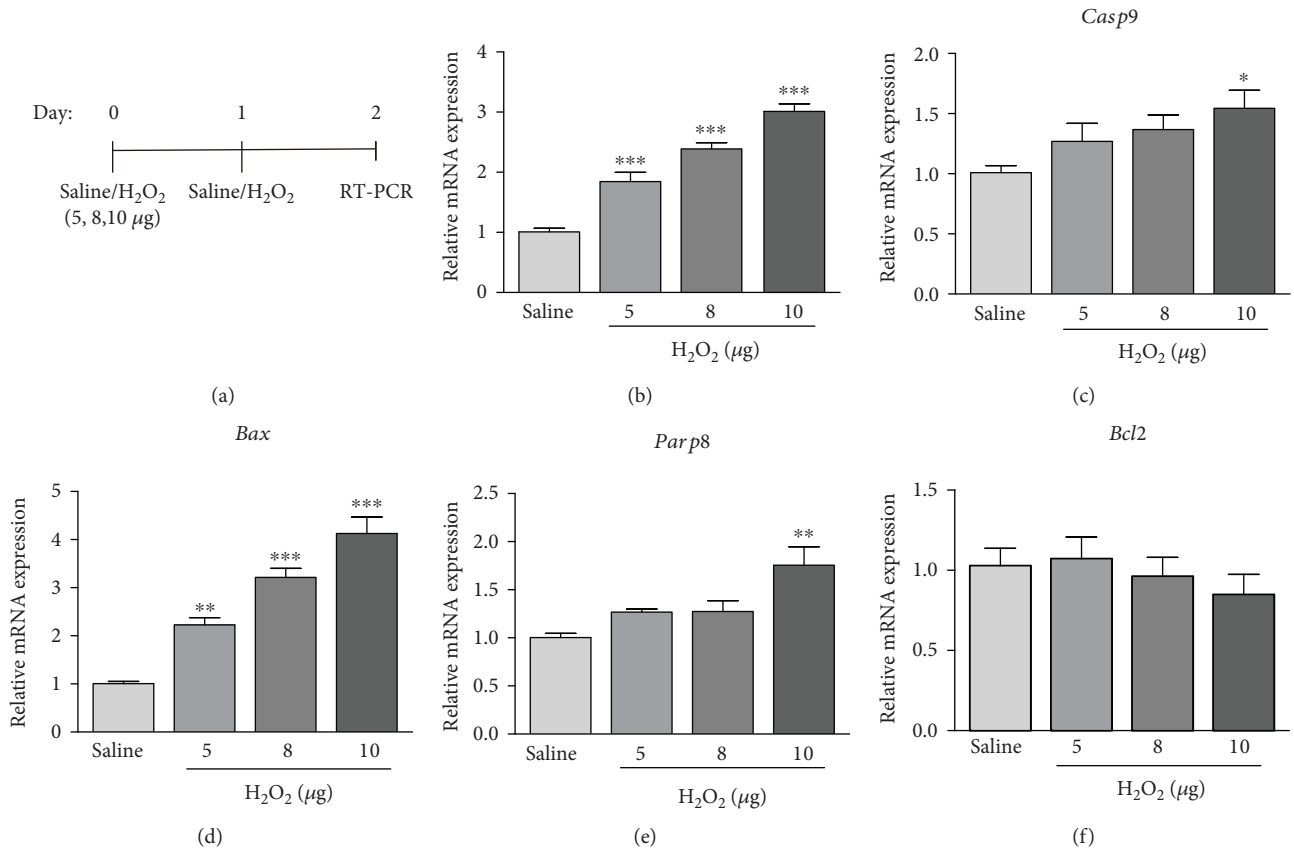 Day: 0 1 2
Saline/H₂O₂ Saline/H₂O₂ RT-PCR
(5, 8,10 µg)
(a)
Relative mRNA expression
4
3
2
1
0
***
***
***
Saline 5 8 10
H₂O₂ (µg)
(b)
Casp9
Relative mRNA expression
2.0
1.5
1.0
0.5
0.0
*
Saline 5 8 10
H₂O₂ (µg)
(c)
Bax
Relative mRNA expression
5
4
3
2
1
0
**
***
***
Saline 5 8 10
H₂O₂ (µg)
(d)
Parp8
Relative mRNA expression
2.5
2.0
1.5
1.0
0.5
0.0
**
Saline 5 8 10
H₂O₂ (µg)
(e)
Bcl2
Relative mRNA expression
1.5
1.0
0.5
0.0
Saline 5 8 10
H₂O₂ (µg)
(f)